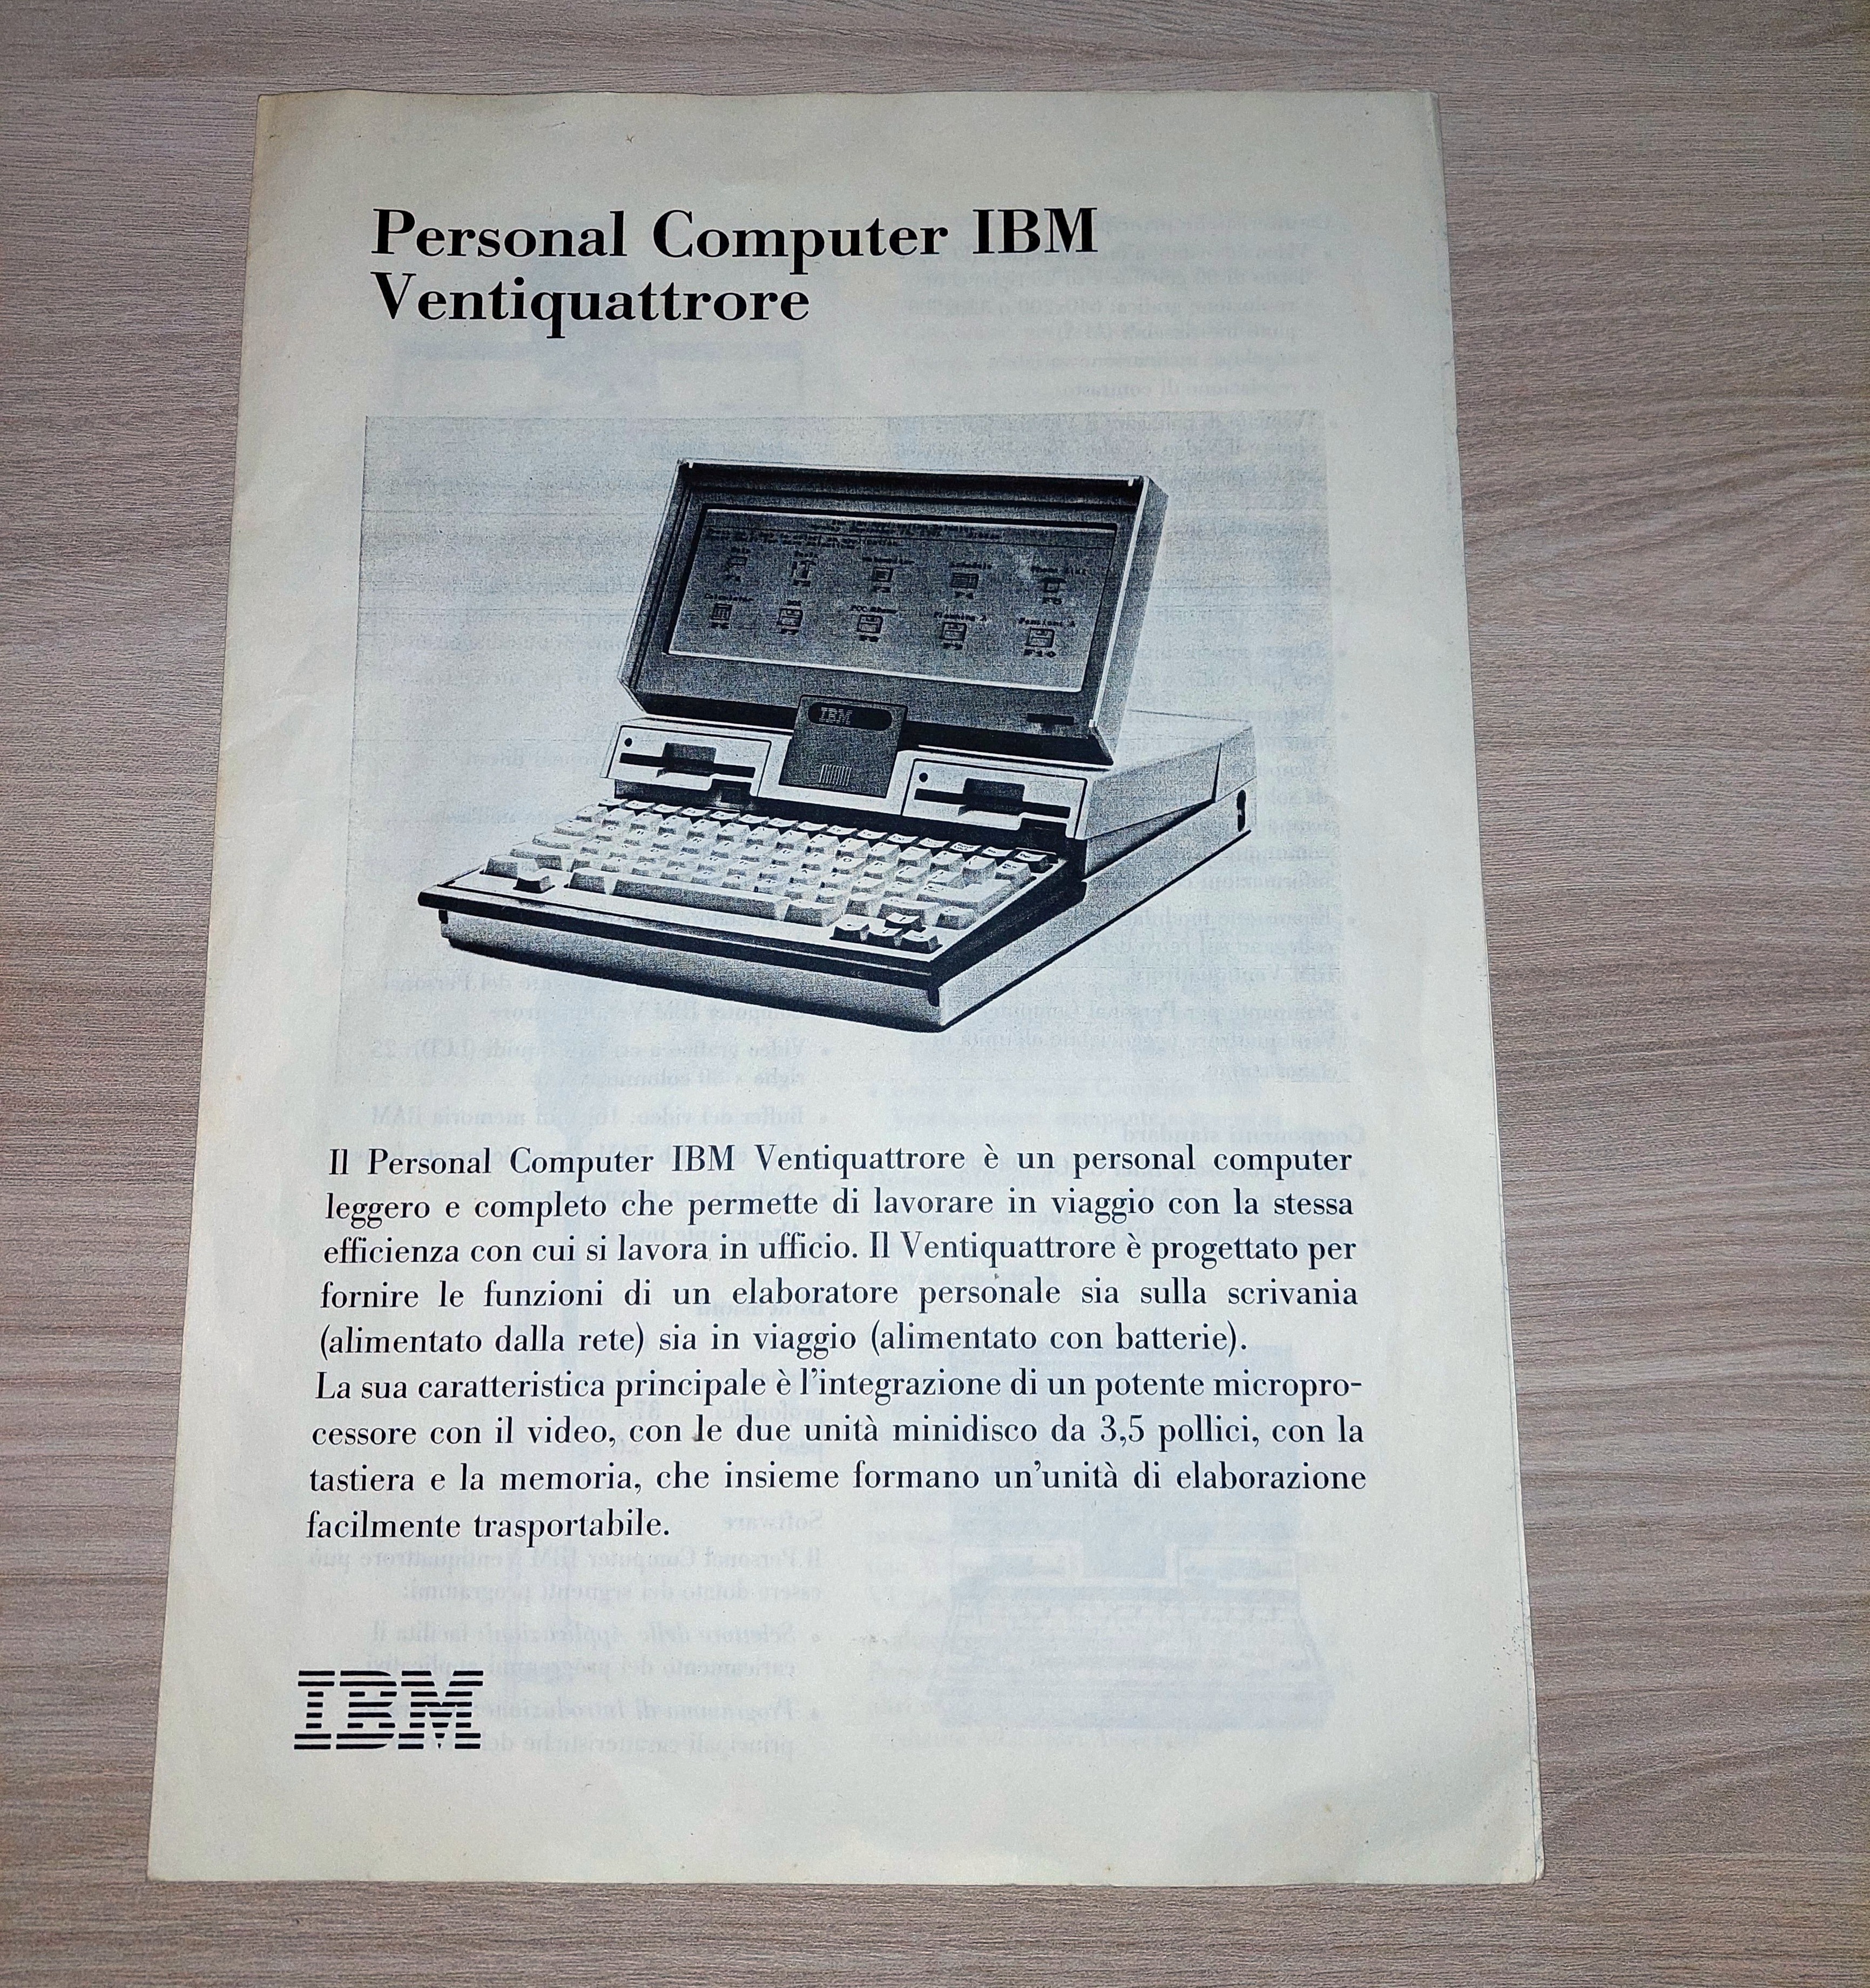 Personal Computer IBM
Ventiquattrore
IBM
Il Personal Computer IBM Ventiquattrore è un personal computer
leggero e completo che permette di lavorare in viaggio con la stessa
efficienza con cui si lavora in ufficio. Il Ventiquattrore è progettato per
fornire le funzioni di un elaboratore personale sia sulla scrivania
(alimentato dalla rete) sia in viaggio (alimentato con batterie).
La sua caratteristica principale è l'integrazione di un potente micropro-
cessore con il video, con le due unità minidisco da 3,5 pollici, con la
tastiera e la memoria, che insieme formano un'unità di elaborazione
facilmente trasportabile.
IBM